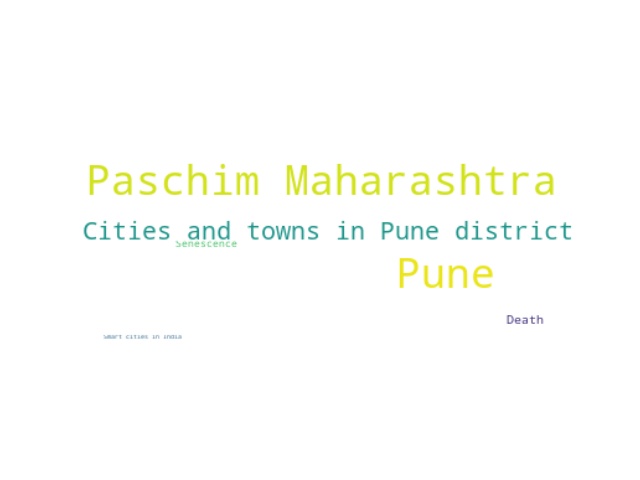 Paschim Maharashtra
Cities and towns in Pune district
Senescence
Pune
Death
Smart cities in India